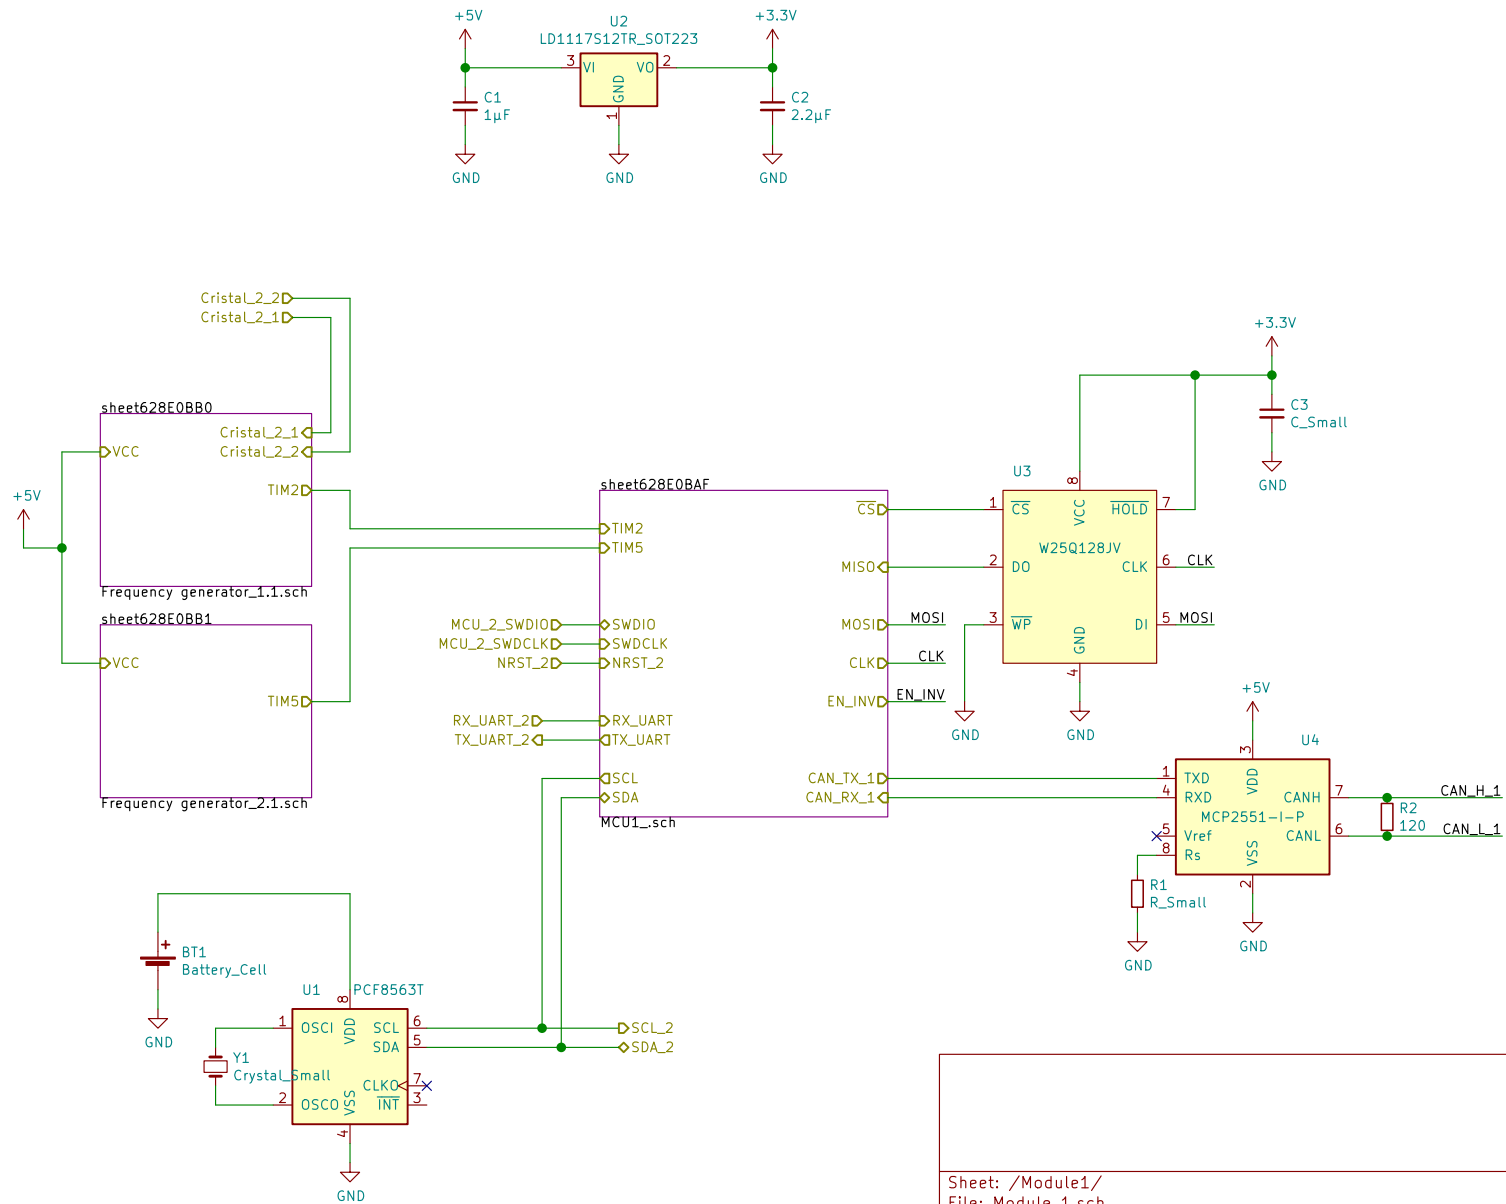 +5V
U2
LD1117S12TR_SOT223
+3.3V
3
VI
VO
2
GND
1
C1
1µF
C2
2.2µF
GND
GND
GND
Cristal_2_2
Cristal_2_1
sheet628E0BB0
Cristal_2_1
VCC
Cristal_2_2
TIM2
+5V
Frequency generator_1.1.sch
sheet628E0BB1
VCC
TIM5
Frequency generator_2.1.sch
sheet628E0BAF
CS
TIM2
TIM5
MISO
MCU_2_SWDIO
SWDIO
MOSI
MOSI
MCU_2_SWDCLK
SWDCLK
NRST_2
NRST_2
CLK
CLK
EN_INV
EN_INV
RX_UART_2
RX_UART
TX_UART_2
TX_UART
SCL
CAN_TX_1
SDA
CAN_RX_1
MCU1_.sch
+3.3V
C3
C_Small
GND
U3
8
1
CS
VCC
HOLD
7
W25Q128JV
2
DO
CLK
6
CLK
3
WP
DI
5
MOSI
GND
4
GND
GND
+5V
U4
3
1
TXD
VDD
4
RXD
CANH
7
CAN_H_1
MCP2551-I-P
R2
120
5
Vref
CANL
6
CAN_L_1
8
Rs
VSS
2
R1
R_Small
GND
GND
BT1
Battery_Cell
GND
U1
PCF8563T
8
1
OSCI
VDD
SCL
6
SCL_2
SDA
5
SDA_2
Y1
Crystal_Small
CLKO
7
2
OSCO
VSS
INT
3
4
GND
Sheet: /Module1/
File: Module_1.sch